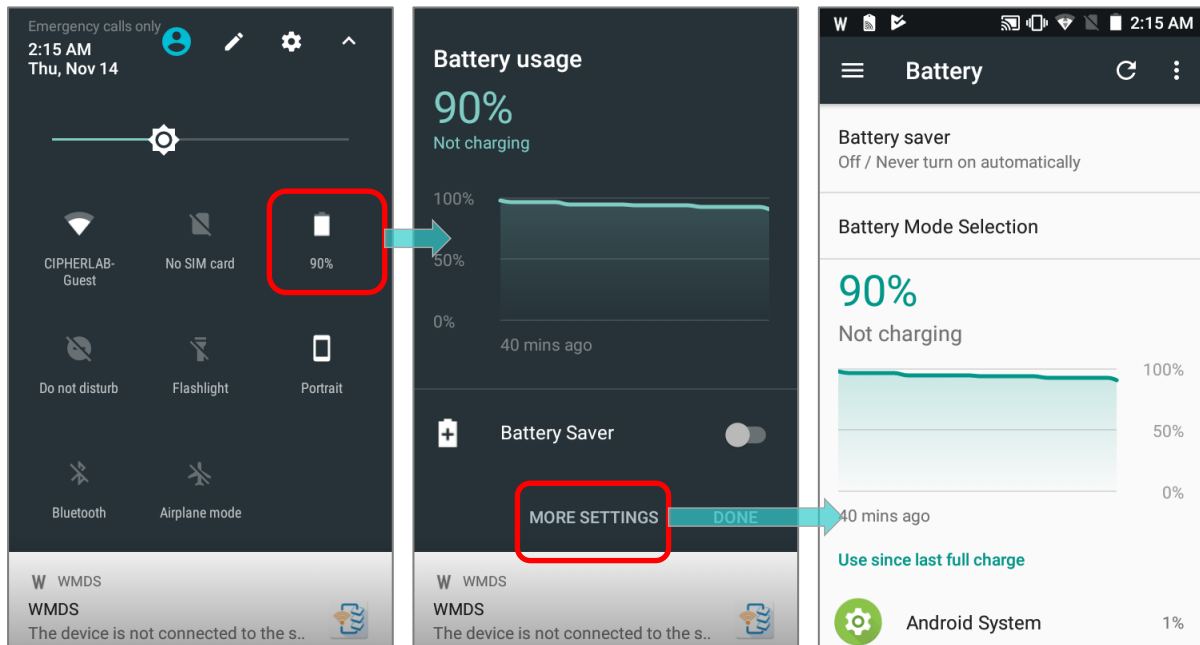 Emergency calls only
2:15 AM
Thu, Nov 14
CIPHERLAB-
Guest
No SIM card
90%
Do not disturb
Flashlight
Portrait
Bluetooth
Airplane mode
W WMDS
WMDS
The device is not connected to the s..
Battery usage
90%
Not charging
100%
50%
0%
40 mins ago
Battery Saver
MORE SETTINGS
DONE
W WMDS
WMDS
The device is not connected to the s..
W 2:15 AM
Battery
Battery saver
Off / Never turn on automatically
Battery Mode Selection
90%
Not charging
100%
50%
0%
40 mins ago
Use since last full charge
Android System 1%